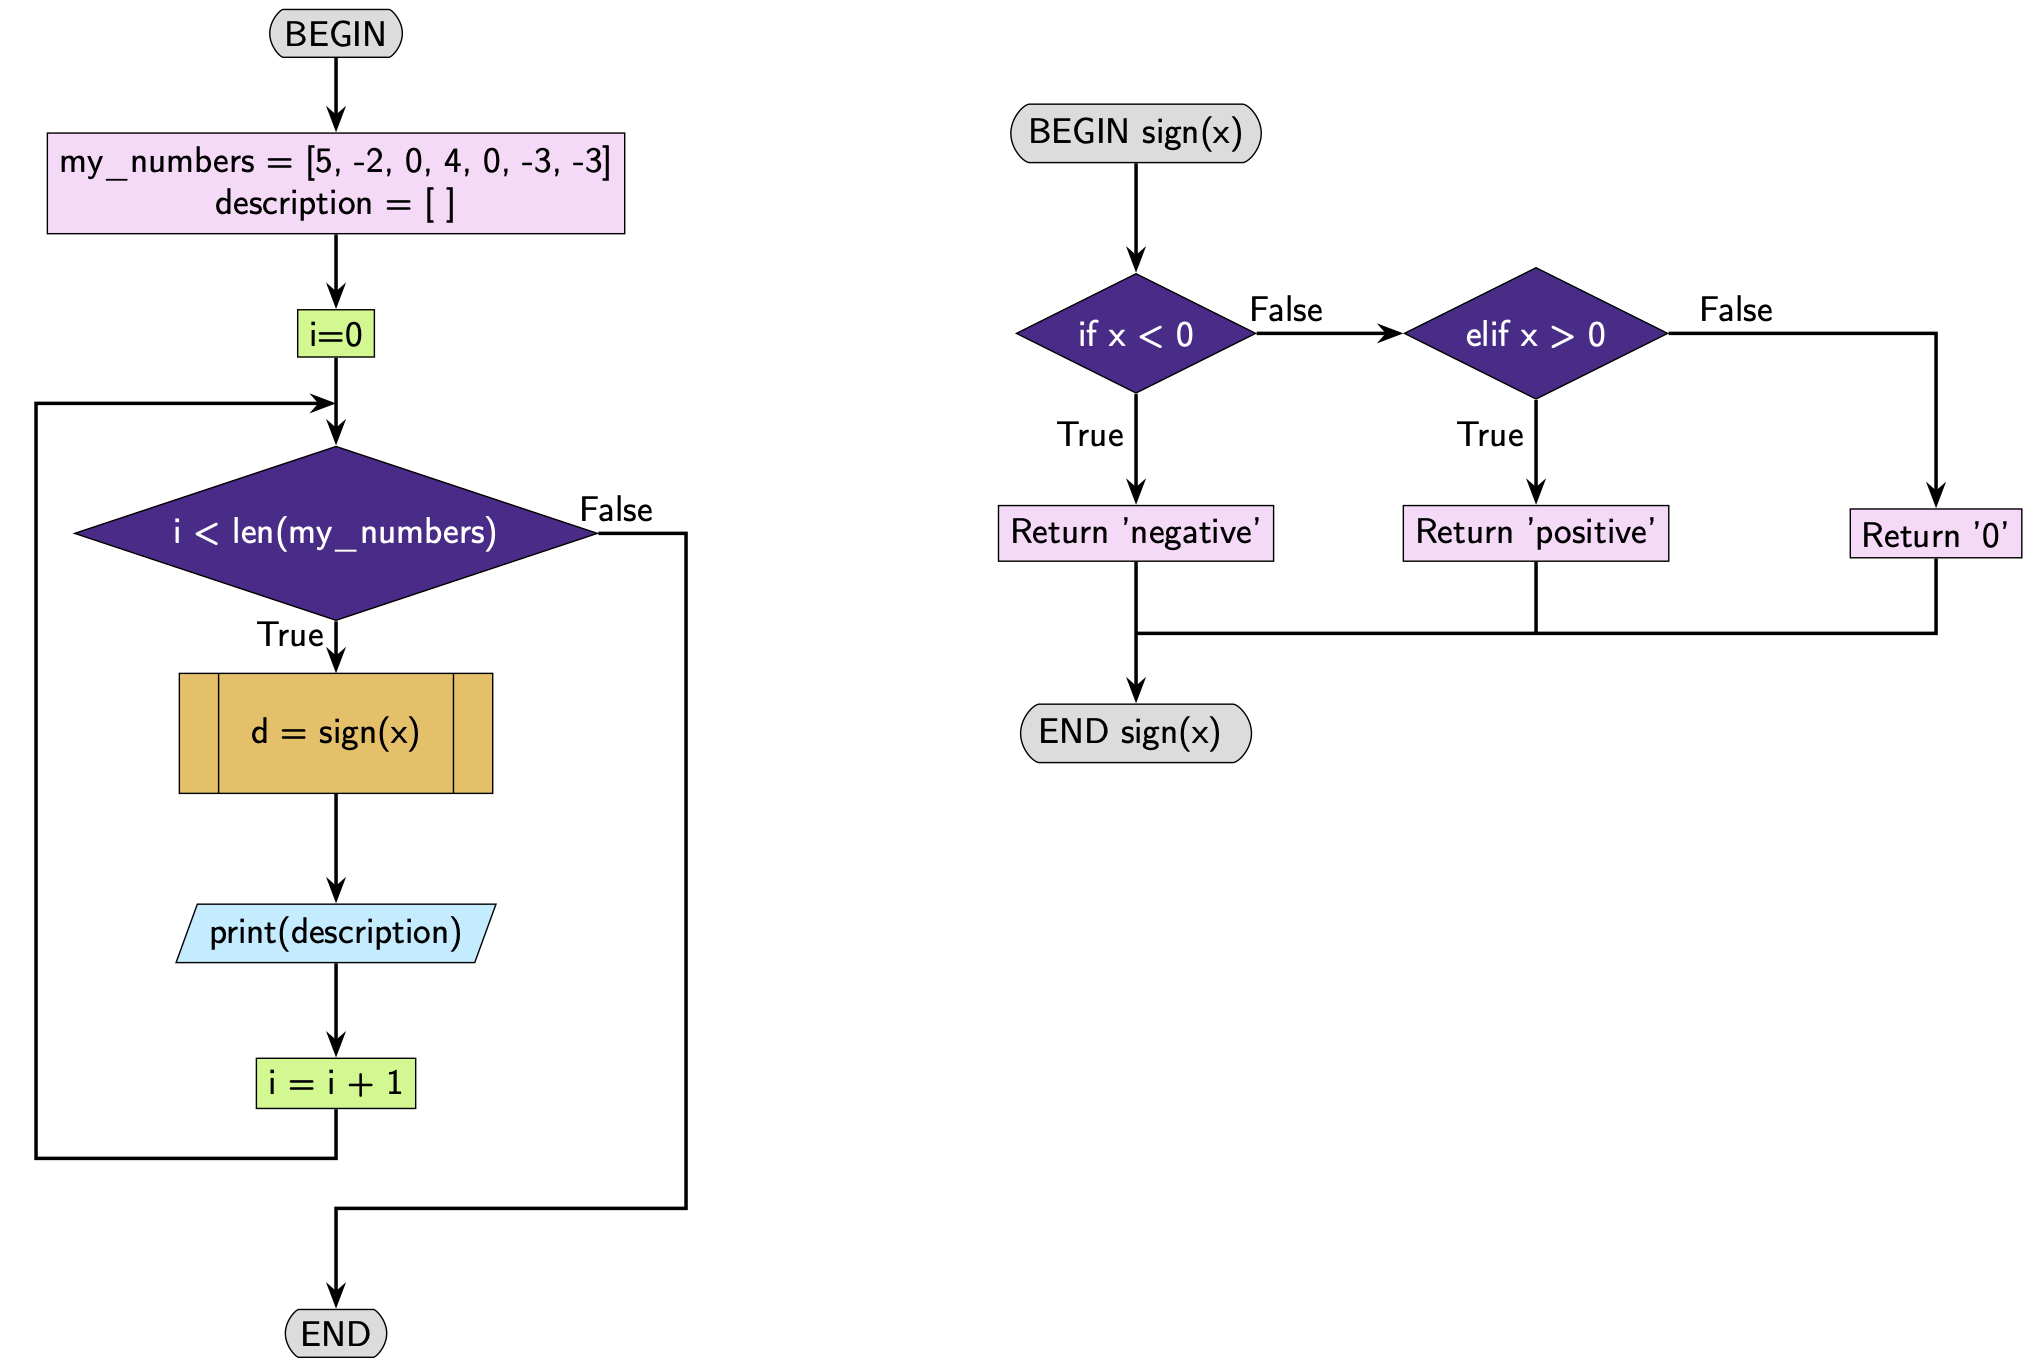 BEGIN
my_numbers = [5, -2, 0, 4, 0, -3, -3]
description = [ ]
i=0
i < len(my_numbers)
False
True
d = sign(x)
print(description)
i = i + 1
END
BEGIN sign(x)
if x < 0
False
elif x > 0
False
True
True
Return 'negative'
Return 'positive'
Return '0'
END sign(x)